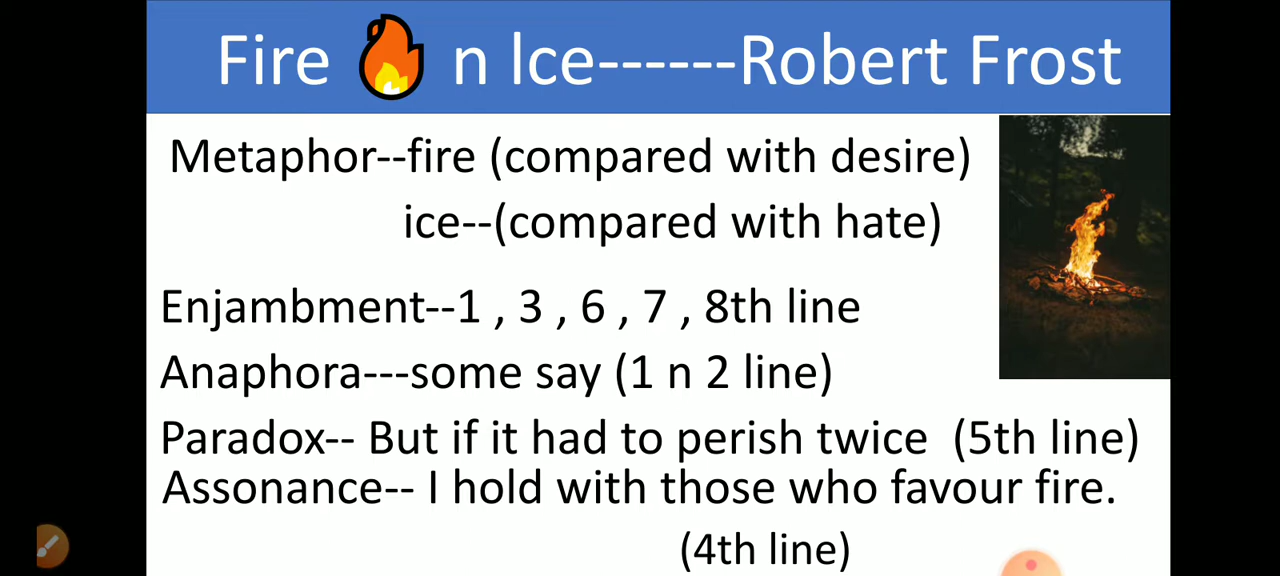 Fire 🔥 n Ice------Robert Frost
Metaphor--fire (compared with desire)
ice--(compared with hate)
Enjambment--1 , 3 , 6 , 7 , 8th line
Anaphora---some say (1 n 2 line)
Paradox-- But if it had to perish twice (5th line)
Assonance-- I hold with those who favour fire.
(4th line)